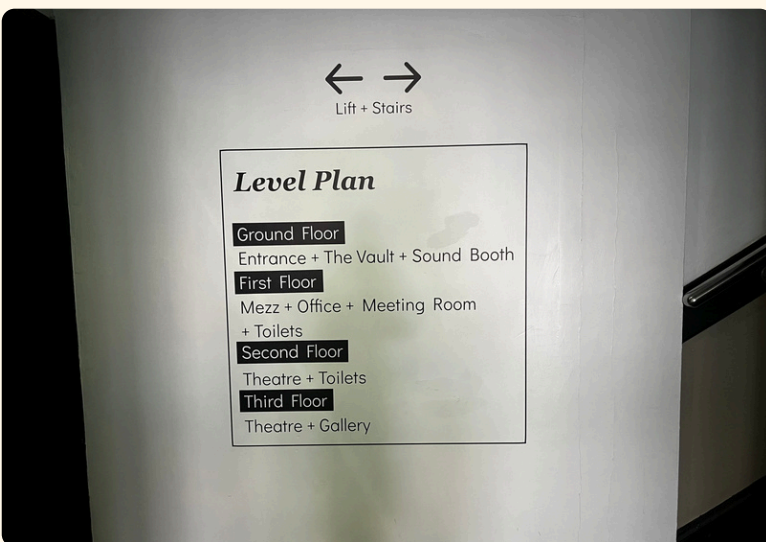 ← →
Lift + Stairs
Level Plan
Ground Floor
Entrance + The Vault + Sound Booth
First Floor
Mezz + Office + Meeting Room
+ Toilets
Second Floor
Theatre + Toilets
Third Floor
Theatre + Gallery